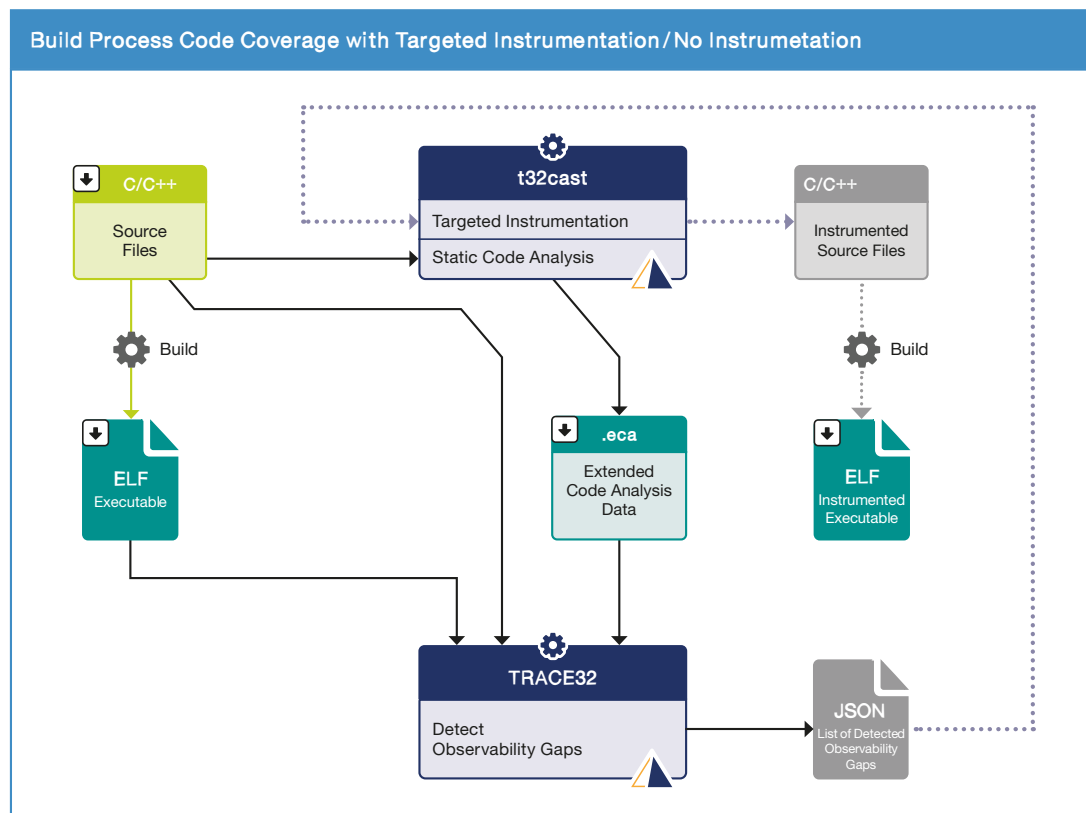 Build Process Code Coverage with Targeted Instrumentation/No Instrumetation
C/C++
Source
Files
t32cast
Targeted Instrumentation
Static Code Analysis
C/C++
Instrumented
Source Files
Build
Build
ELF
Executable
.eca
Extended
Code Analysis
Data
ELF
Instrumented
Executable
TRACE32
Detect
Observability Gaps
JSON
List of Detected
Observability
Gaps